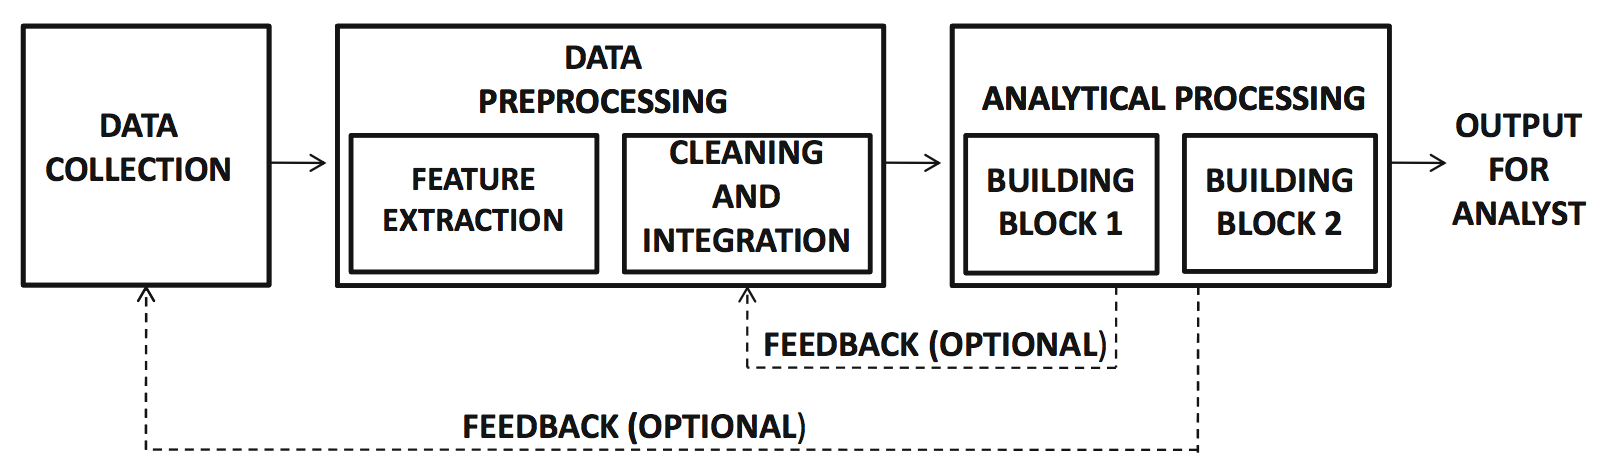 DATA
COLLECTION
DATA
PREPROCESSING
FEATURE
EXTRACTION
CLEANING
AND
INTEGRATION
ANALYTICAL PROCESSING
BUILDING
BLOCK 1
BUILDING
BLOCK 2
OUTPUT
FOR
ANALYST
FEEDBACK (OPTIONAL)
FEEDBACK (OPTIONAL)